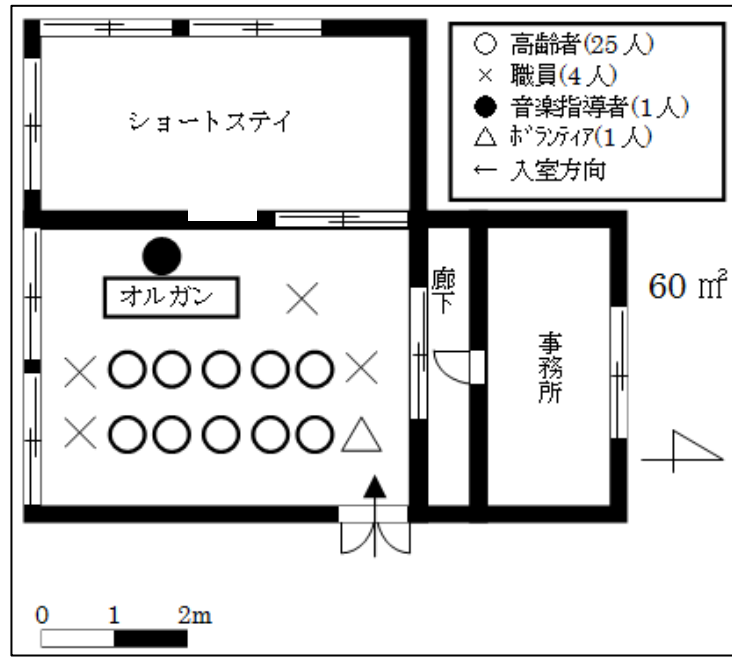 ○ 高齢者(25人)
× 職員(4人)
● 音楽指導者(1人)
△ ボランティア(1人)
← 入室方向
ショートステイ
オルガン
廊下
事務所
60 ㎡
0 1 2m